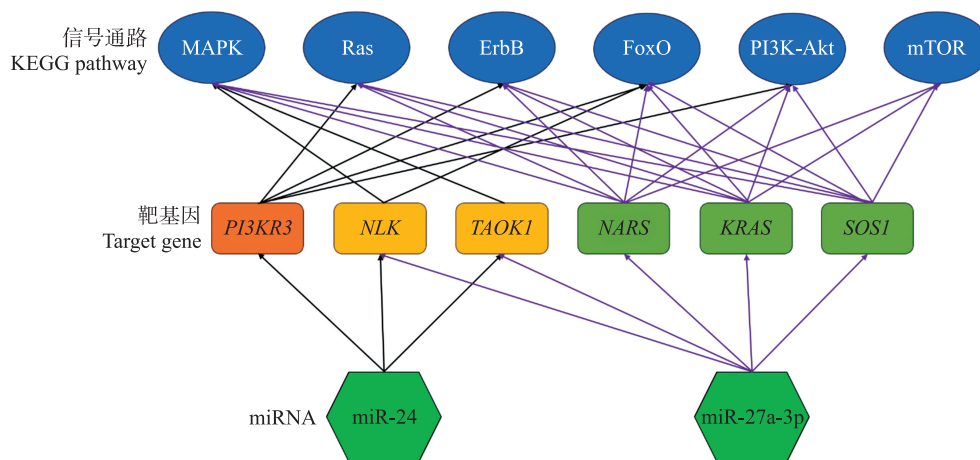 信号通路
KEGG pathway
MAPK
Ras
ErbB
FoxO
PI3K-Akt
mTOR
靶基因
Target gene
PI3KR3
NLK
TAOK1
NARS
KRAS
SOS1
miRNA
miR-24
miR-27a-3p